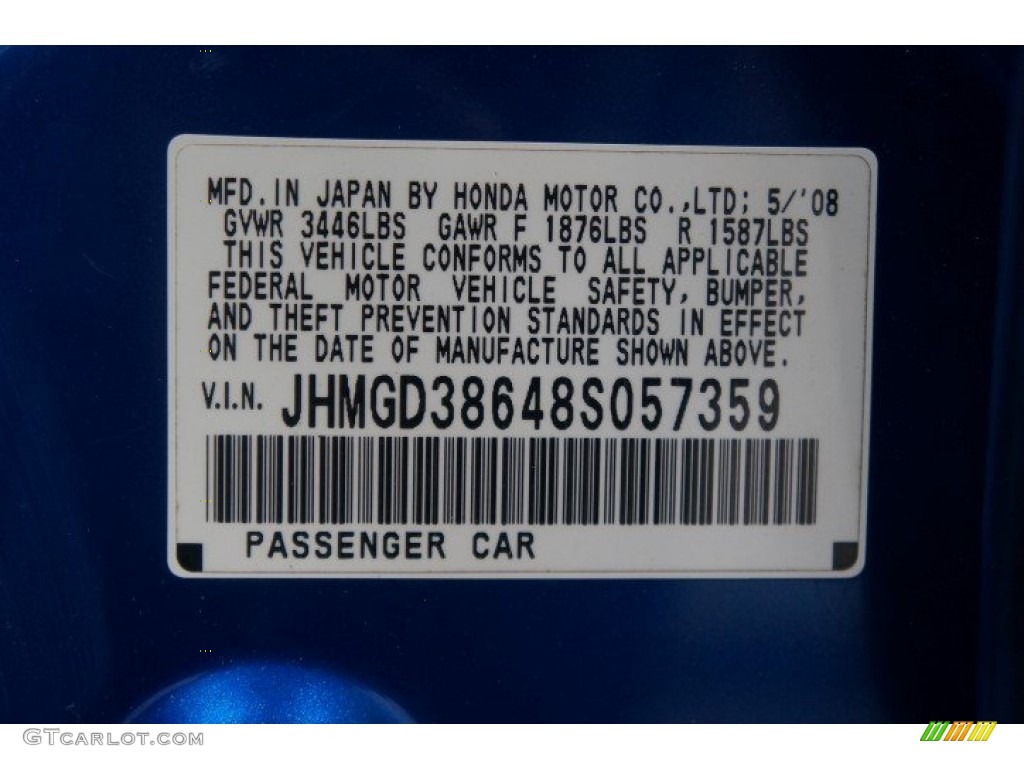 MFD. IN JAPAN BY HONDA MOTOR CO.,LTD; 5/'08
GVWR 3446LBS GAWR F 1876LBS R 1587LBS
THIS VEHICLE CONFORMS TO ALL APPLICABLE
FEDERAL MOTOR VEHICLE SAFETY, BUMPER,
AND THEFT PREVENTION STANDARDS IN EFFECT
ON THE DATE OF MANUFACTURE SHOWN ABOVE.
V.I.N. JHMGD38648S057359
PASSENGER CAR
GTCARLOT.COM